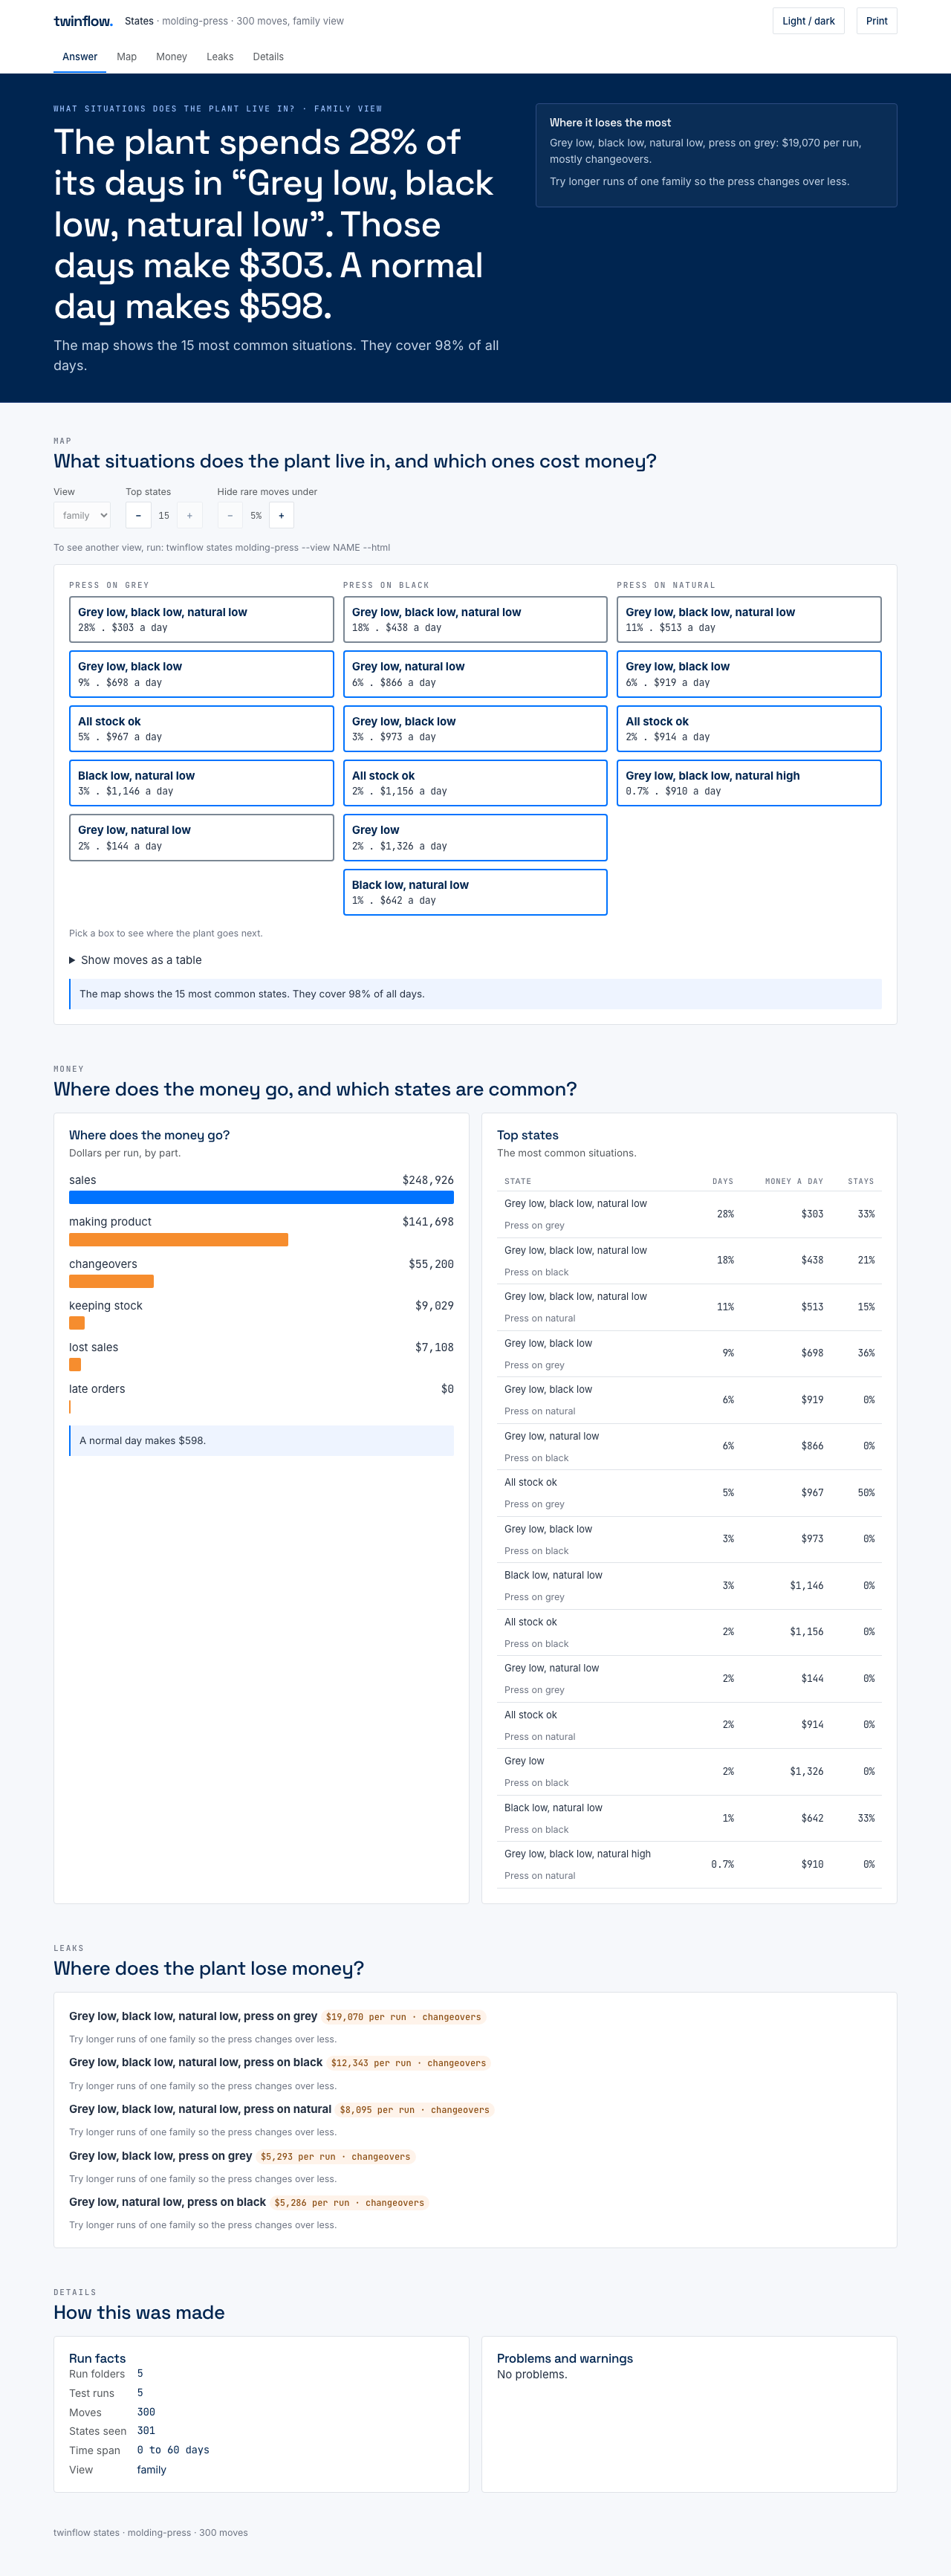 twinflow. States · molding-press · 300 moves, family view
Light / dark
Print
Answer
Map
Money
Leaks
Details
WHAT SITUATIONS DOES THE PLANT LIVE IN? · FAMILY VIEW
The plant spends 28% of
its days in “Grey low, black
low, natural low”. Those
days make $303. A normal
day makes $598.
The map shows the 15 most common situations. They cover 98% of all
days.
Where it loses the most
Grey low, black low, natural low, press on grey: $19,070 per run,
mostly changeovers.
Try longer runs of one family so the press changes over less.
MAP
What situations does the plant live in, and which ones cost money?
View
Top states
Hide rare moves under
family
− 15 +
− 5% +
To see another view, run: twinflow states molding-press --view NAME --html
PRESS ON GREY
Grey low, black low, natural low
28% . $303 a day
Grey low, black low
9% . $698 a day
All stock ok
5% . $967 a day
Black low, natural low
3% . $1,146 a day
Grey low, natural low
2% . $144 a day
PRESS ON BLACK
Grey low, black low, natural low
18% . $438 a day
Grey low, natural low
6% . $866 a day
Grey low, black low
3% . $973 a day
All stock ok
2% . $1,156 a day
Grey low
2% . $1,326 a day
Black low, natural low
1% . $642 a day
PRESS ON NATURAL
Grey low, black low, natural low
11% . $513 a day
Grey low, black low
6% . $919 a day
All stock ok
2% . $914 a day
Grey low, black low, natural high
0.7% . $910 a day
Pick a box to see where the plant goes next.
Show moves as a table
The map shows the 15 most common states. They cover 98% of all days.
MONEY
Where does the money go, and which states are common?
Where does the money go?
Dollars per run, by part.
sales $248,926
making product $141,698
changeovers $55,200
keeping stock $9,029
lost sales $7,108
late orders $0
A normal day makes $598.
Top states
The most common situations.
STATE DAYS MONEY A DAY STAYS
Grey low, black low, natural low
Press on grey
28% $303 33%
Grey low, black low, natural low
Press on black
18% $438 21%
Grey low, black low, natural low
Press on natural
11% $513 15%
Grey low, black low
Press on grey
9% $698 36%
Grey low, black low
Press on natural
6% $919 0%
Grey low, natural low
Press on black
6% $866 0%
All stock ok
Press on grey
5% $967 50%
Grey low, black low
Press on black
3% $973 0%
Black low, natural low
Press on grey
3% $1,146 0%
All stock ok
Press on black
2% $1,156 0%
Grey low, natural low
Press on grey
2% $144 0%
All stock ok
Press on natural
2% $914 0%
Grey low
Press on black
2% $1,326 0%
Black low, natural low
Press on black
1% $642 33%
Grey low, black low, natural high
Press on natural
0.7% $910 0%
LEAKS
Where does the plant lose money?
Grey low, black low, natural low, press on grey $19,070 per run · changeovers
Try longer runs of one family so the press changes over less.
Grey low, black low, natural low, press on black $12,343 per run · changeovers
Try longer runs of one family so the press changes over less.
Grey low, black low, natural low, press on natural $8,095 per run · changeovers
Try longer runs of one family so the press changes over less.
Grey low, black low, press on grey $5,293 per run · changeovers
Try longer runs of one family so the press changes over less.
Grey low, natural low, press on black $5,286 per run · changeovers
Try longer runs of one family so the press changes over less.
DETAILS
How this was made
Run facts
Run folders 5
Test runs 5
Moves 300
States seen 301
Time span 0 to 60 days
View family
Problems and warnings
No problems.
twinflow states · molding-press · 300 moves